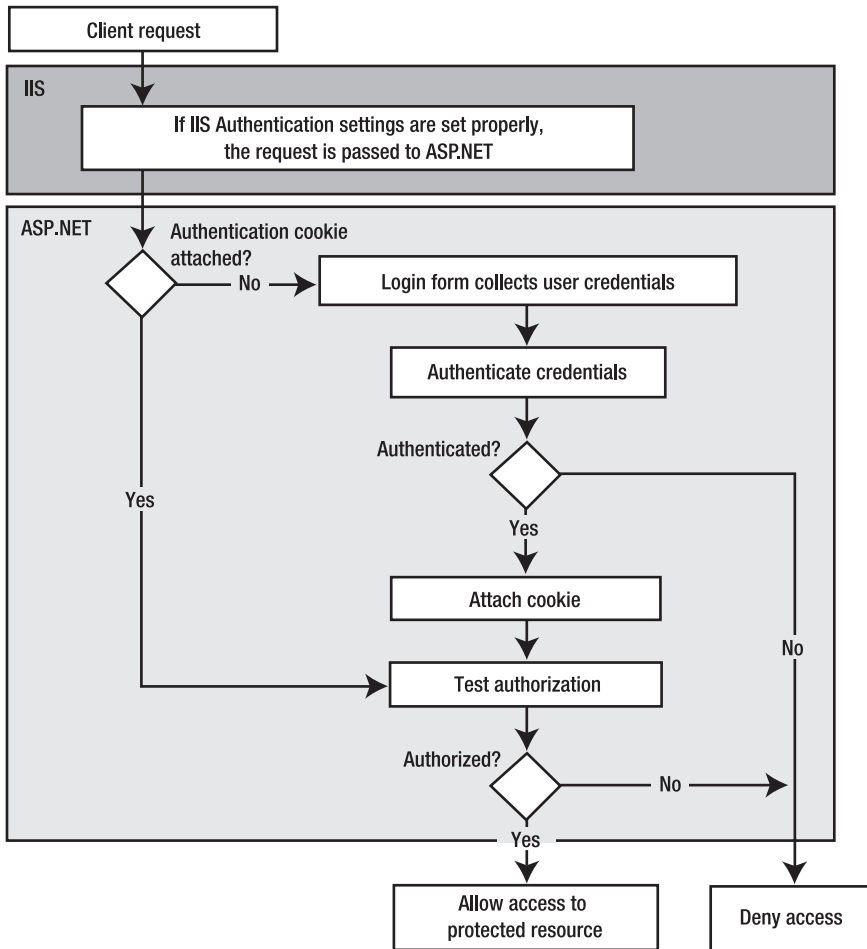 Client request
IIS
If IIS Authentication settings are set properly,
the request is passed to ASP.NET
ASP.NET
Authentication cookie
attached?
No
Login form collects user credentials
Authenticate credentials
Authenticated?
Yes
Yes
Attach cookie
No
Test authorization
Authorized?
No
Yes
Allow access to
protected resource
Deny access